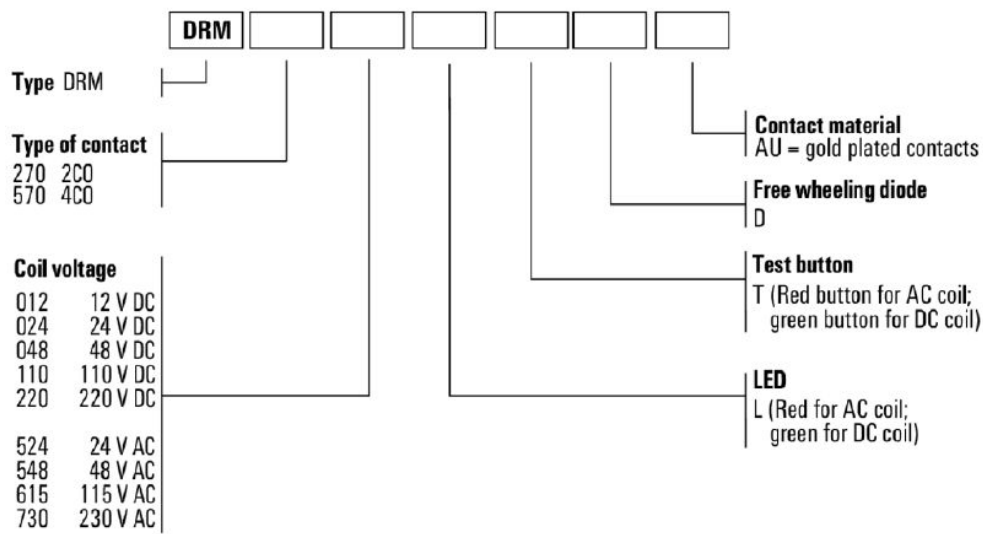 DRM
Type DRM
Type of contact
270 2CO
570 4CO
Coil voltage
012 12 V DC
024 24 V DC
048 48 V DC
110 110 V DC
220 220 V DC
524 24 V AC
548 48 V AC
615 115 V AC
730 230 V AC
Contact material
AU = gold plated contacts
Free wheeling diode
D
Test button
T (Red button for AC coil;
green button for DC coil)
LED
L (Red for AC coil;
green for DC coil)